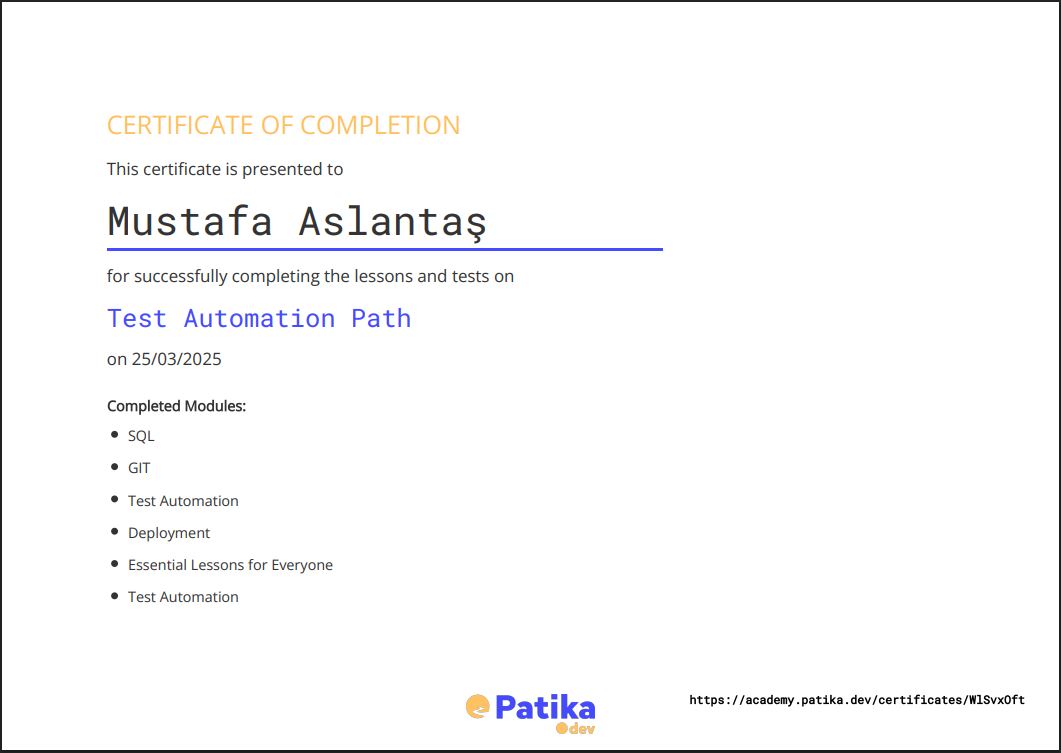 CERTIFICATE OF COMPLETION
This certificate is presented to
Mustafa Aslantaş
for successfully completing the lessons and tests on
Test Automation Path
on 25/03/2025
Completed Modules:
SQL
GIT
Test Automation
Deployment
Essential Lessons for Everyone
Test Automation
Patika
dev
https://academy.patika.dev/certificates/WlSvxOft